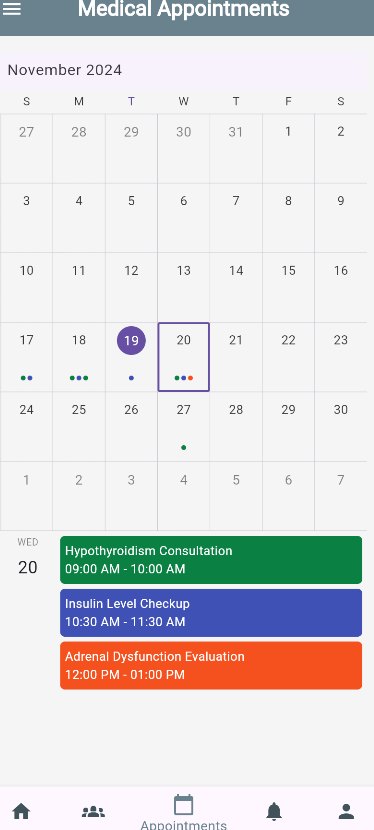 Medical Appointments
November 2024
S M T W T F S
27 28 29 30 31 1 2
3 4 5 6 7 8 9
10 11 12 13 14 15 16
17 18 19 20 21 22 23
24 25 26 27 28 29 30
1 2 3 4 5 6 7
WED
20
Hypothyroidism Consultation
09:00 AM - 10:00 AM
Insulin Level Checkup
10:30 AM - 11:30 AM
Adrenal Dysfunction Evaluation
12:00 PM - 01:00 PM
Appointments